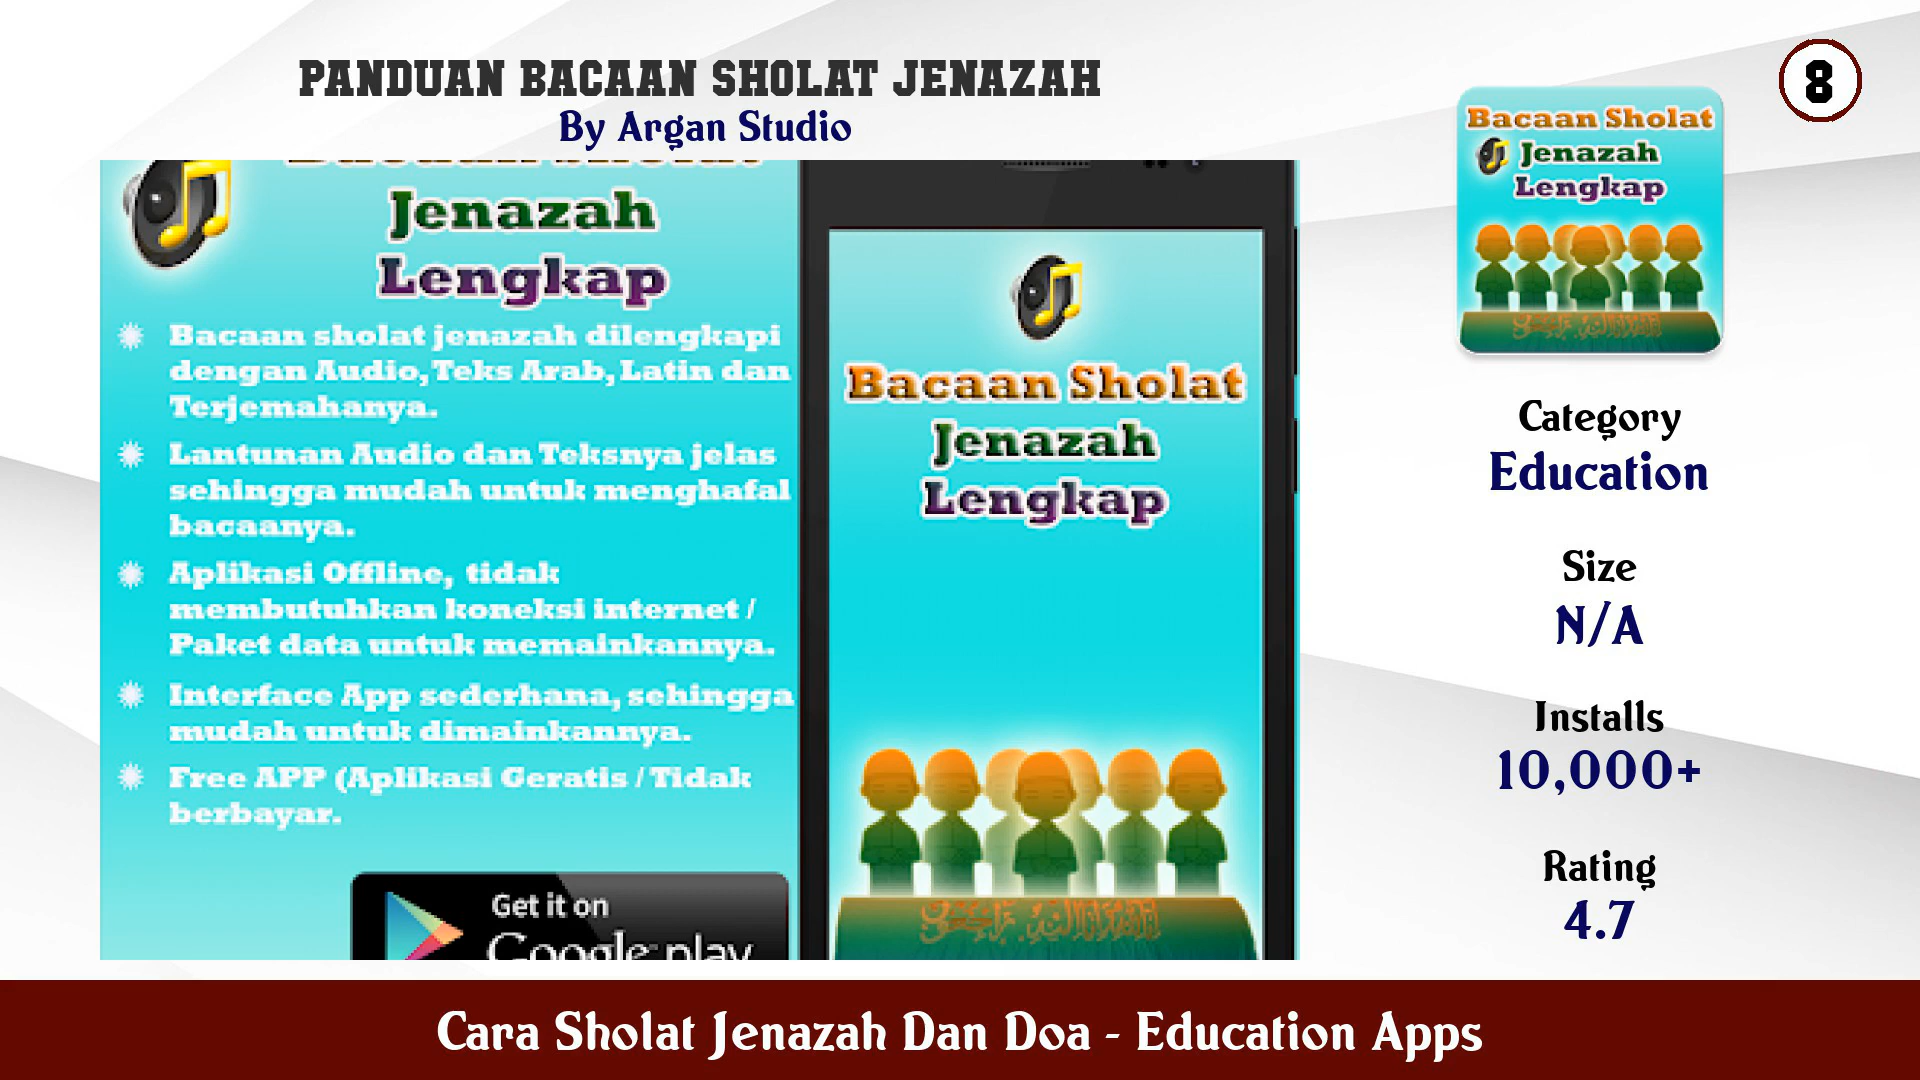 PANDUAN BACAAN SHOLAT JENAZAH
By Argan Studio
8
Jenazah
Lengkap
Bacaan sholat jenazah dilengkapi
dengan Audio, Teks Arab, Latin dan
Terjemahanya.
Lantunan Audio dan Teksnya jelas
sehingga mudah untuk menghafal
bacaanya.
Aplikasi Offline, tidak
membutuhkan koneksi internet /
Paket data untuk memainkannya.
Interface App sederhana, sehingga
mudah untuk dimainkannya.
Free APP (Aplikasi Geratis / Tidak
berbayar.
Get it on
Google play
Bacaan Sholat
Jenazah
Lengkap
Bacaan Sholat
Jenazah
Lengkap
Category
Education
Size
N/A
Installs
10,000+
Rating
4.7
Cara Sholat Jenazah Dan Doa - Education Apps